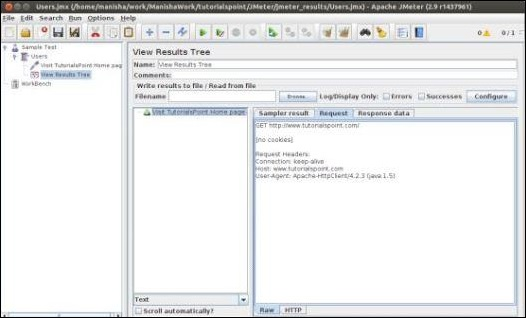 Users.jmx (/home/manisha/work/ManishaWork/tutorialspoint/JMeter/jmeter_results/Users.jmx) - Apache JMeter (2.9 r1437961)
File Edit Search Run Options Help
0 0 / 1
Sample Test
Users
Visit TutorialsPoint Home pag
View Results Tree
WorkBench
View Results Tree
Name: View Results Tree
Comments:
Write results to file / Read from file
Filename Browse... Log/Display Only: Errors Successes Configure
Visit TutorialsPoint Home page
Sampler result Request Response data
GET http://www.tutorialspoint.com/
[no cookies]
Request Headers:
Connection: keep-alive
Host: www.tutorialspoint.com
User-Agent: Apache-HttpClient/4.2.3 (java 1.5)
Text
Scroll automatically?
Raw HTTP